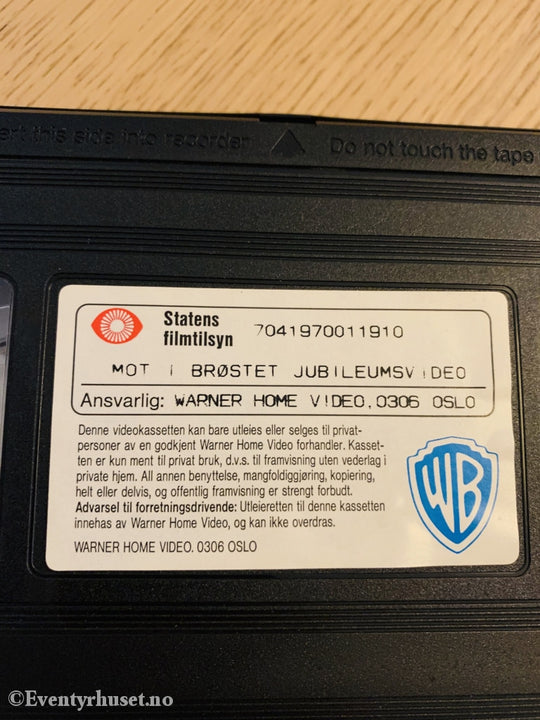 ert this side into recorder Do not touch the tape
Statens
filmtilsyn 7041970011910
MOT I BRØSTET JUBILEUMSVIDEO
Ansvarlig: WARNER HOME VIDEO, 0306 OSLO
Denne videokassetten kan bare utleies eller selges til privat-
personer av en godkjent Warner Home Video forhandler. Kasset-
ten er kun ment til privat bruk, d.v.s. til framvisning uten vederlag i
private hjem. All annen benyttelse, mangfoldiggjøring, kopiering,
helt eller delvis, og offentlig framvisning er strengt forbudt.
Advarsel til forretningsdrivende: Utleieretten til denne kassetten
innehas av Warner Home Video, og kan ikke overdras.
WARNER HOME VIDEO. 0306 OSLO
WB
©Eventyrhuset.no